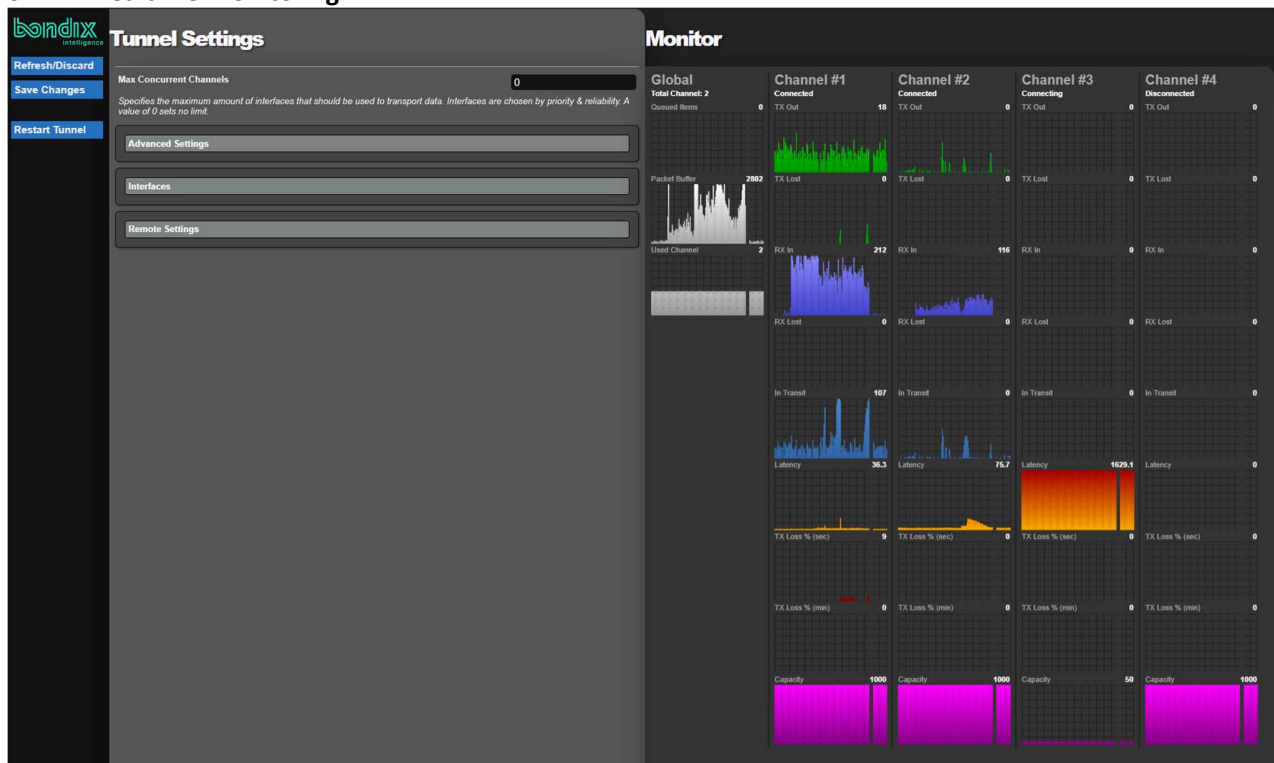 bondix
intelligence
Refresh/Discard
Save Changes
Restart Tunnel
Tunnel Settings
Max Concurrent Channels 0
Specifies the maximum amount of interfaces that should be used to transport data. Interfaces are chosen by priority & reliability. A
value of 0 sets no limit.
Advanced Settings
Interfaces
Remote Settings
Monitor
Global
Total Channel: 2
Queued Items 0
Packet Buffer 2802
Used Channel 2
Channel #1
Connected
TX Out 18
TX Lost 0
RX In 212
RX Lost 0
In Transit 107
Latency 36.3
TX Loss % (sec) 9
TX Loss % (min) 0
Capacity 1000
Channel #2
Connected
TX Out 0
TX Lost 0
RX In 116
RX Lost 0
In Transit 0
Latency 75.7
TX Loss % (sec) 0
TX Loss % (min) 0
Capacity 1000
Channel #3
Connecting
TX Out 0
TX Lost 0
RX In 0
RX Lost 0
In Transit 0
Latency 1629.1
TX Loss % (sec) 0
TX Loss % (min) 0
Capacity 50
Channel #4
Disconnected
TX Out 0
TX Lost 0
RX In 0
RX Lost 0
In Transit 0
Latency 0
TX Loss % (sec) 0
TX Loss % (min) 0
Capacity 1000